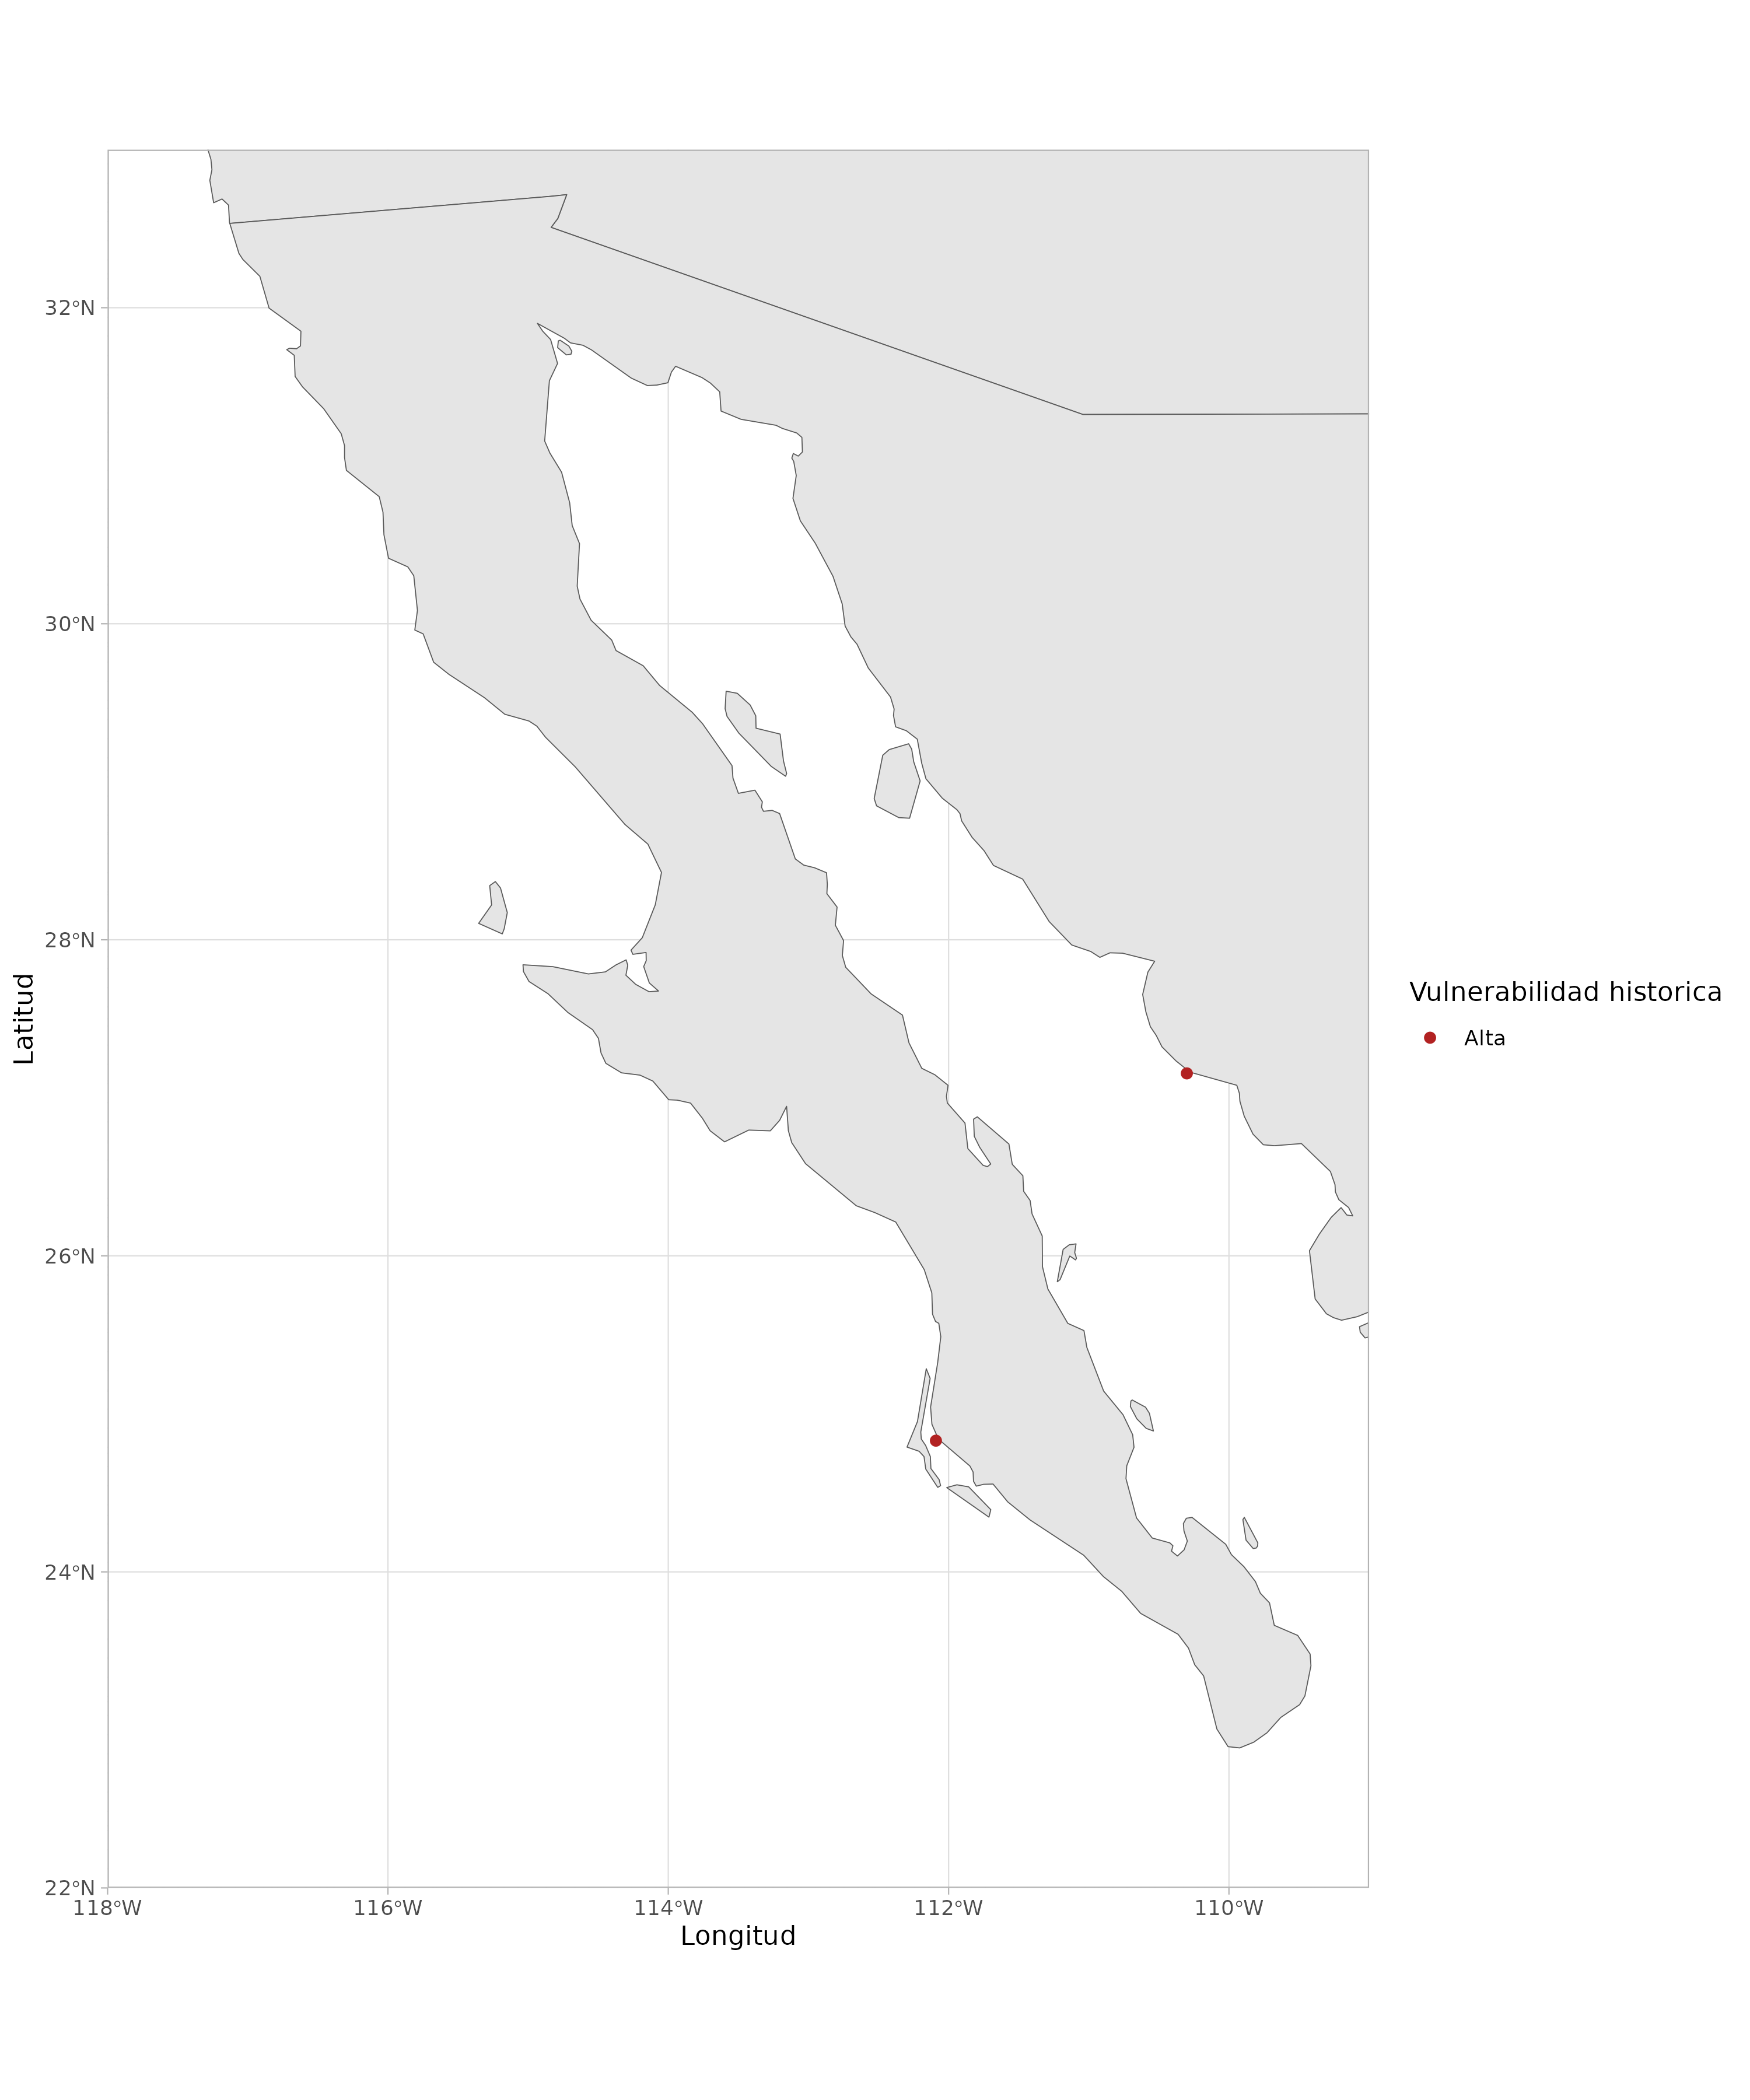 32°N
30°N
28°N
26°N
24°N
22°N
118°W
116°W
114°W
112°W
110°W
Longitud
Latitud
Vulnerabilidad historica
Alta